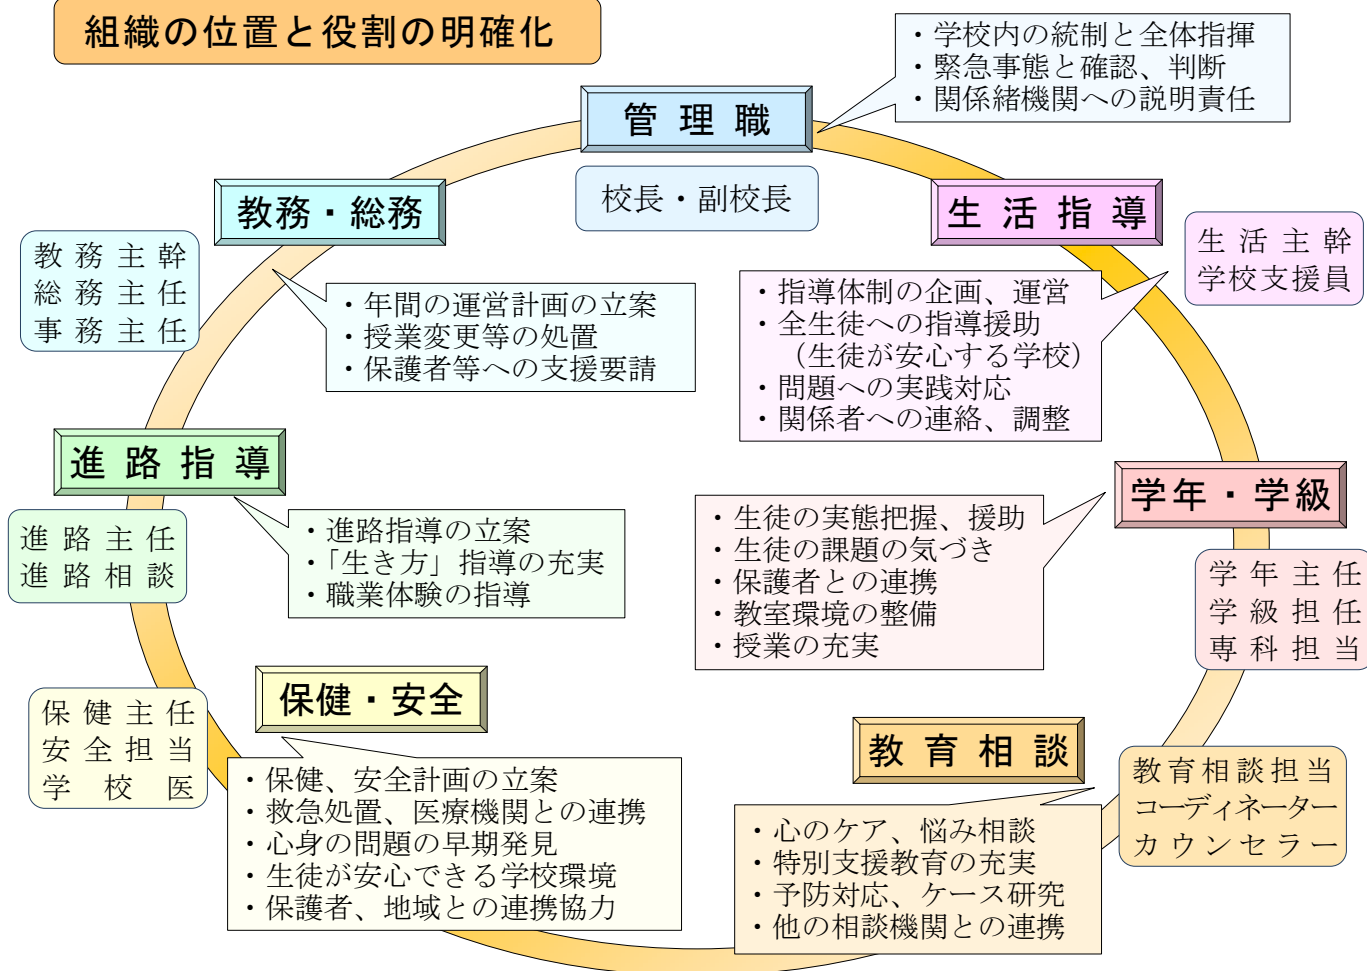 組織の位置と役割の明確化
管理職
校長・副校長
・学校内の統制と全体指揮
・緊急事態と確認、判断
・関係緒機関への説明責任
教務・総務
教務主幹
総務主任
事務主任
・年間の運営計画の立案
・授業変更等の処置
・保護者等への支援要請
生活指導
生活主幹
学校支援員
・指導体制の企画、運営
・全生徒への指導援助
（生徒が安心する学校）
・問題への実践対応
・関係者への連絡、調整
進路指導
進路主任
進路相談
・進路指導の立案
・「生き方」指導の充実
・職業体験の指導
学年・学級
学年主任
学級担任
専科担当
・生徒の実態把握、援助
・生徒の課題の気づき
・保護者との連携
・教室環境の整備
・授業の充実
保健・安全
保健主任
安全担当
学校医
・保健、安全計画の立案
・救急処置、医療機関との連携
・心身の問題の早期発見
・生徒が安心できる学校環境
・保護者、地域との連携協力
教育相談
教育相談担当
コーディネーター
カウンセラー
・心のケア、悩み相談
・特別支援教育の充実
・予防対応、ケース研究
・他の相談機関との連携